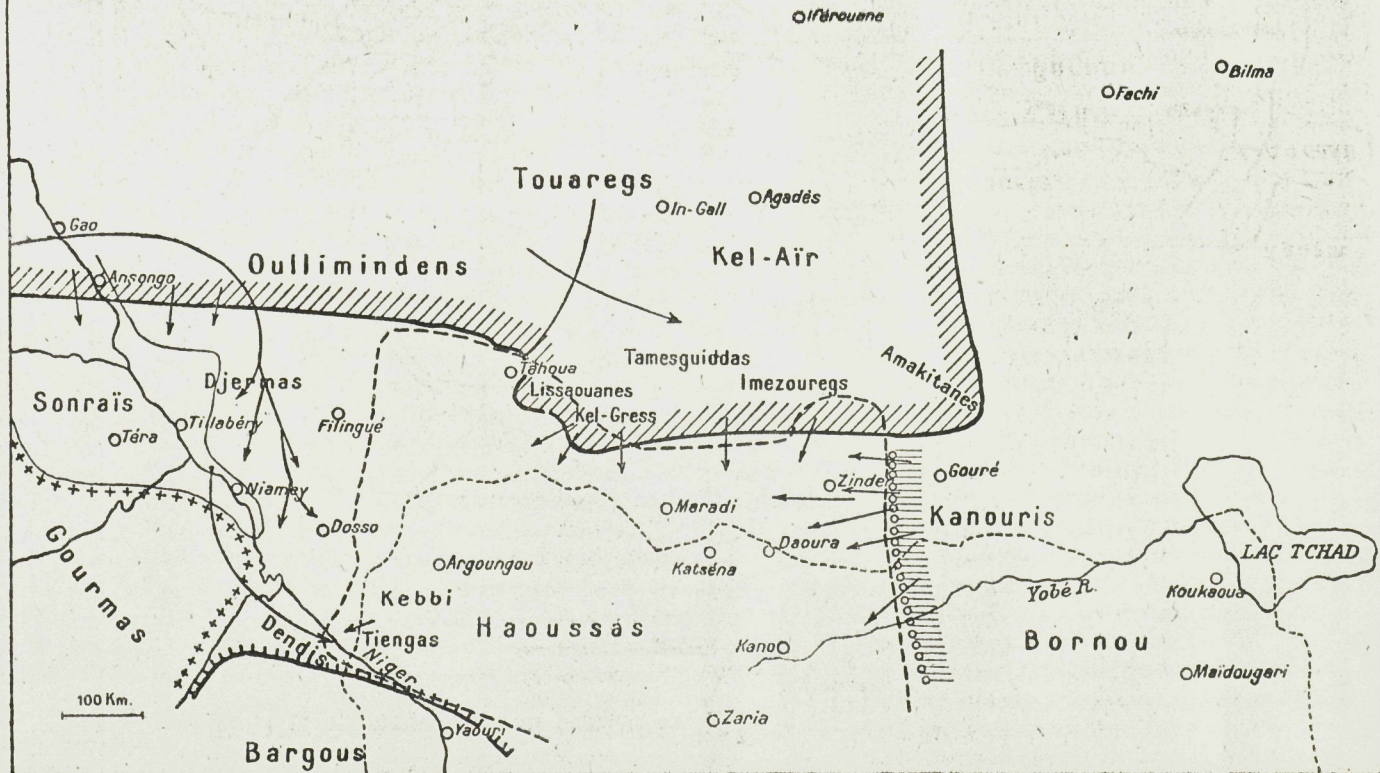 Iférouane
Bilma
Fachi
Touaregs
In-Gall
Agadès
Gao
Kel-Aïr
Oullimindens
Ansongo
Tamesguiddas
Amakitanes
Tahoua
Djermas
Lissaouanes
Imezouregs
Sonraïs
Kel-Gress
Filingué
Tillabéry
Téra
Gouré
Zinder
Niamey
Maradi
Kanouris
Dosso
Daoura
LAC TCHAD
Katséna
Argoungou
Gourmas
Koukaoua
Yobé R.
Kebbi
Haoussas
Tiengas
Dendis
Bornou
Kano
Niger
Maïdougari
100 Km.
Zaria
Yaouri
Bargous